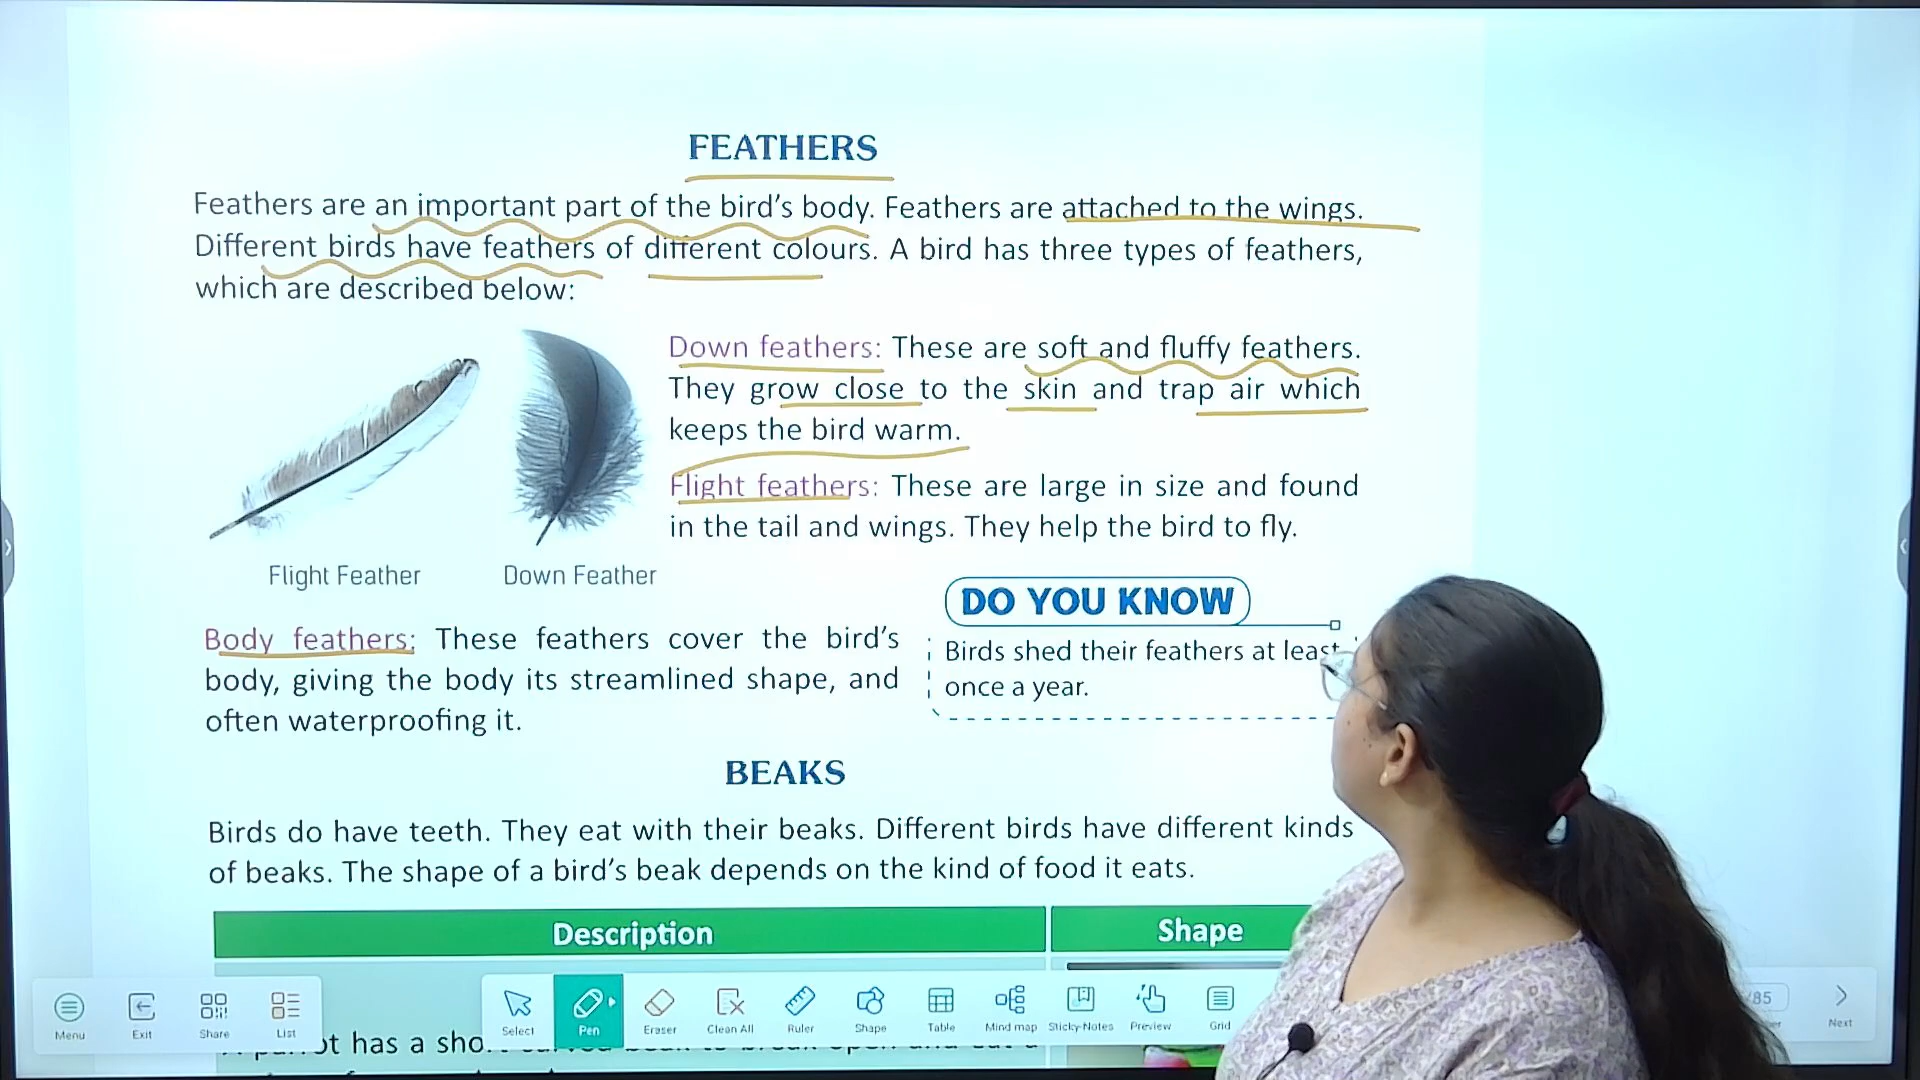 FEATHERS
Feathers are an important part of the bird's body. Feathers are attached to the wings.
Different birds have feathers of different colours. A bird has three types of feathers,
which are described below:
Down feathers: These are soft and fluffy feathers.
They grow close to the skin and trap air which
keeps the bird warm.
Flight feathers: These are large in size and found
in the tail and wings. They help the bird to fly.
Flight Feather
Down Feather
DO YOU KNOW
Birds shed their feathers at least
once a year.
Body feathers: These feathers cover the bird's
body, giving the body its streamlined shape, and
often waterproofing it.
BEAKS
Birds do have teeth. They eat with their beaks. Different birds have different kinds
of beaks. The shape of a bird's beak depends on the kind of food it eats.
Description
Shape
has a
Menu
Exit
Share
List
Select
Pen
Eraser
Clean All
Ruler
Shape
Table
Mind map
Sticky-Notes
Preview
Grid
/85
Next